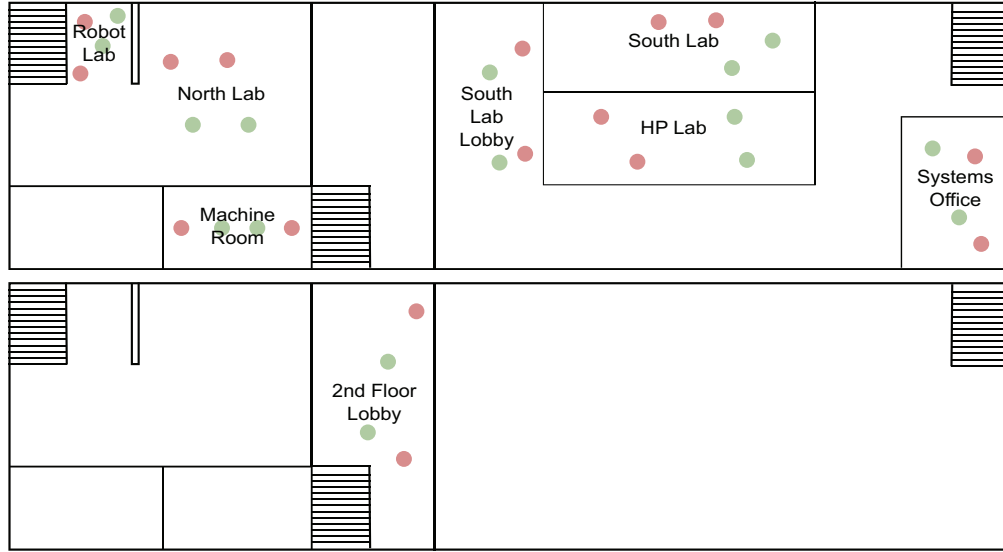 Robot
Lab
North Lab
Machine
Room
South
Lab
Lobby
South Lab
HP Lab
Systems
Office
2nd Floor
Lobby